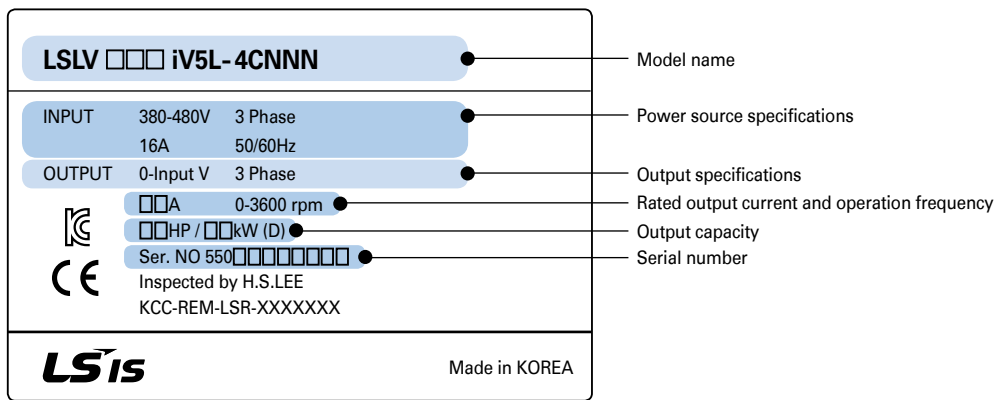 LSLV □□□ iV5L- 4CNNN
Model name
INPUT 380-480V 3 Phase
Power source specifications
16A 50/60Hz
OUTPUT 0-Input V 3 Phase
Output specifications
□□A 0-3600 rpm
Rated output current and operation frequency
□□HP / □□kW (D)
Output capacity
Ser. NO 550□□□□□□□□
Serial number
Inspected by H.S.LEE
KCC-REM-LSR-XXXXXXX
CE
LSIS
Made in KOREA